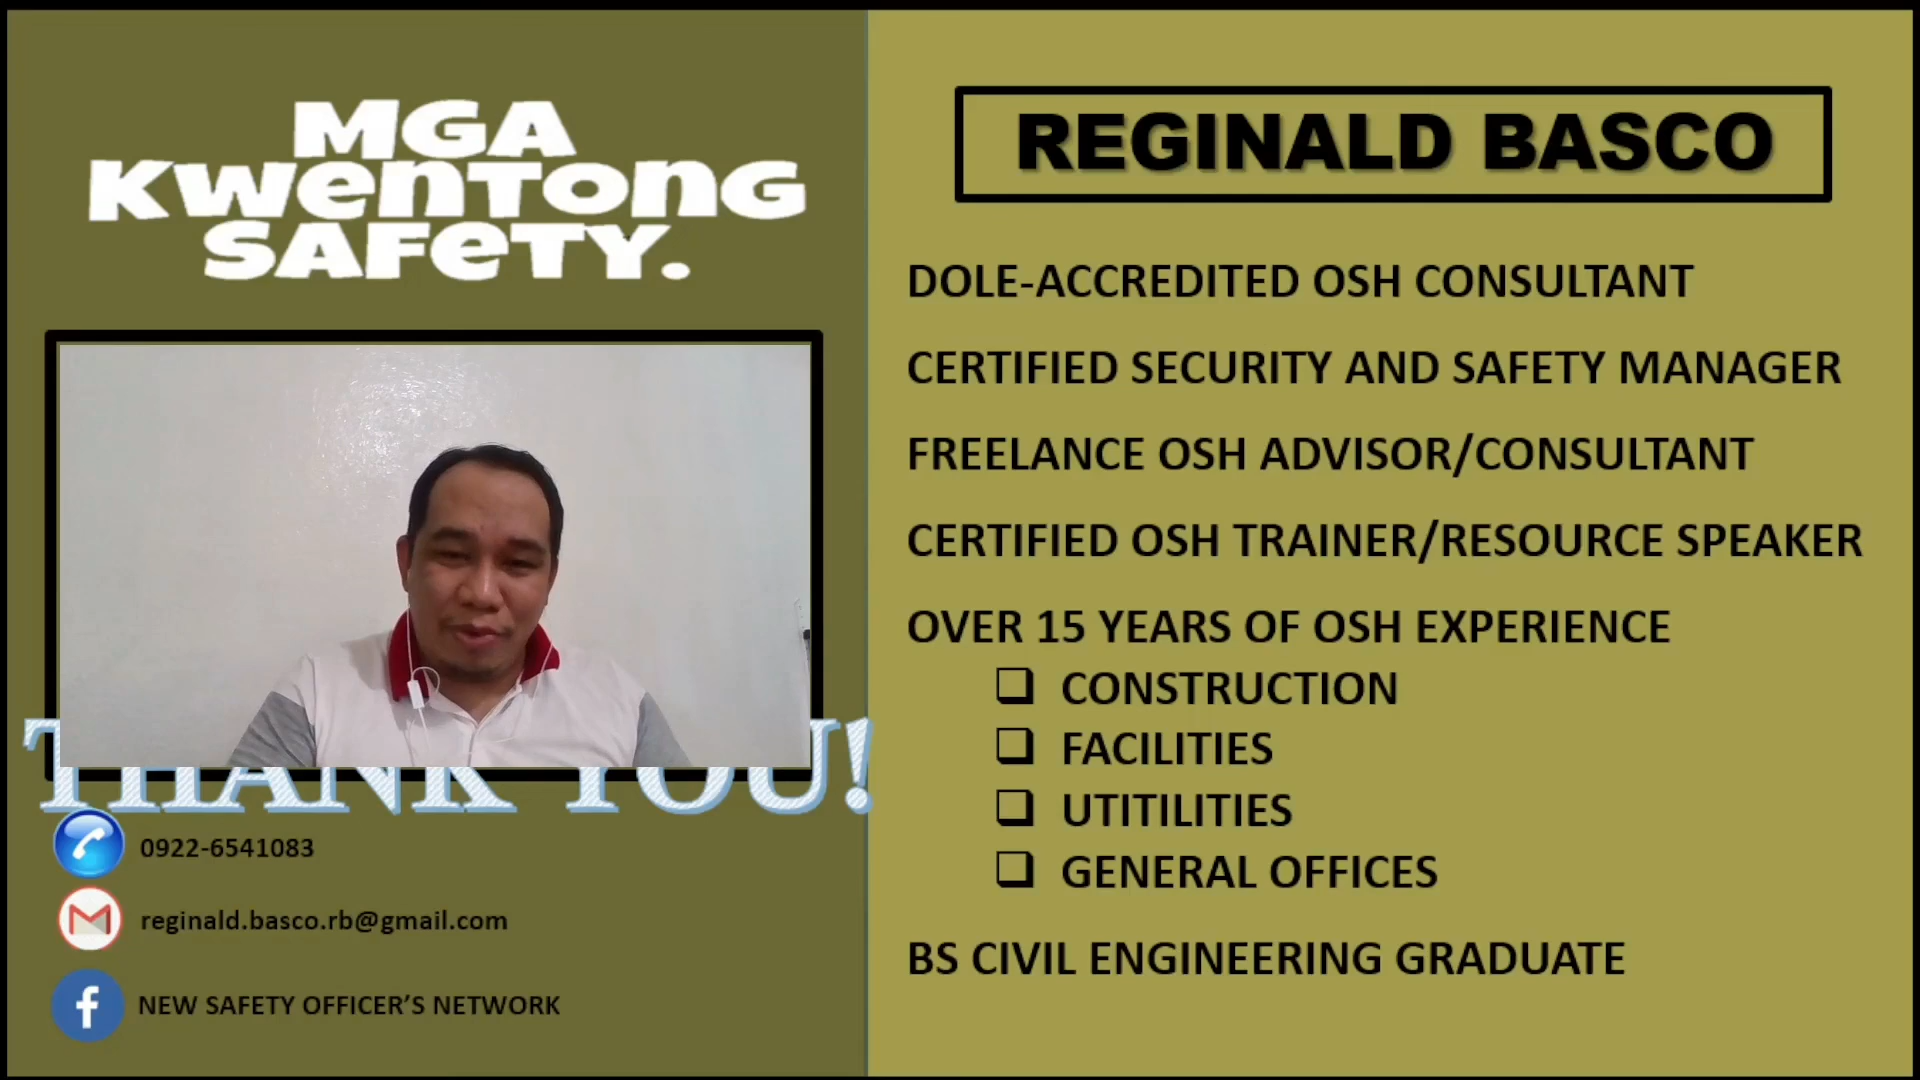 MGA
KWeNTONG
SAFeTY.
THANK YOU!
0922-6541083
reginald.basco.rb@gmail.com
NEW SAFETY OFFICER’S NETWORK
REGINALD BASCO
DOLE-ACCREDITED OSH CONSULTANT
CERTIFIED SECURITY AND SAFETY MANAGER
FREELANCE OSH ADVISOR/CONSULTANT
CERTIFIED OSH TRAINER/RESOURCE SPEAKER
OVER 15 YEARS OF OSH EXPERIENCE
CONSTRUCTION
FACILITIES
UTITILITIES
GENERAL OFFICES
BS CIVIL ENGINEERING GRADUATE